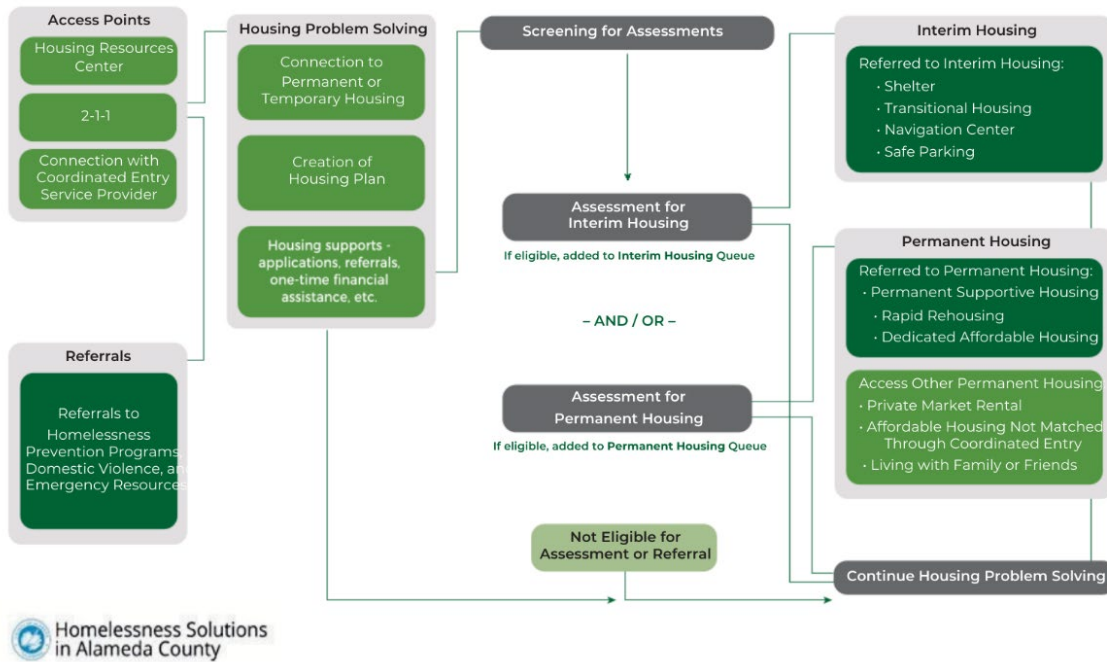 Access Points
Housing Resources
Center
2-1-1
Connection with
Coordinated Entry
Service Provider
Referrals
Referrals to
Homelessness
Prevention Programs,
Domestic Violence, an
Emergency Resources
Housing Problem Solving
Connection to
Permanent or
Temporary Housing
Creation of
Housing Plan
Housing supports -
applications, referrals,
one-time financial
assistance, etc.
Screening for Assessments
Assessment for
Interim Housing
If eligible, added to Interim Housing Queue
– AND / OR –
Assessment for
Permanent Housing
If eligible, added to Permanent Housing Queue
Not Eligible for
Assessment or Referral
Interim Housing
Referred to Interim Housing:
· Shelter
· Transitional Housing
· Navigation Center
· Safe Parking
Permanent Housing
Referred to Permanent Housing:
· Permanent Supportive Housing
· Rapid Rehousing
· Dedicated Affordable Housing
Access Other Permanent Housing
· Private Market Rental
· Affordable Housing Not Matched
Through Coordinated Entry
· Living with Family or Friends
Continue Housing Problem Solving
Homelessness Solutions
in Alameda County